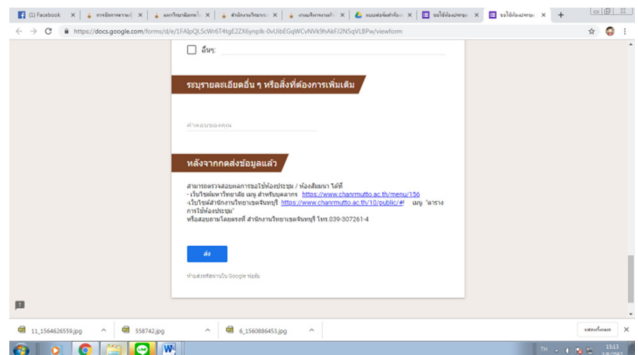 (1) Facebook
https://docs.google.com/forms/d/e/
/viewform
อื่นๆ:
ระบุรายละเอียดอื่น ๆ หรือสิ่งที่ต้องการเพิ่มเติม
คำตอบของคุณ
หลังจากกดส่งข้อมูลแล้ว
สามารถตรวจสอบผลการขอใช้ห้องประชุม / ห้องสัมมนา ได้ที่
- เว็บไซต์มหาวิทยาลัย เมนู สำหรับบุคลากร https://www.chanrmutto.ac.th/menu/156
-เว็บไซต์สำนักงานวิทยาเขตจันทบุรี https://www.chanrmutto.ac.th/10/public/# เมนู "ตาราง
การใช้ห้องประชุม"
หรือสอบถามโดยตรงที่ สำนักงานวิทยาเขตจันทบุรี โทร.039-307261-4
ส่ง
ห้ามส่งรหัสผ่านใน Google ฟอร์ม
11_1564626559.jpg
558742.jpg
6_1560886453.jpg
แสดงทั้งหมด
TH
15:13